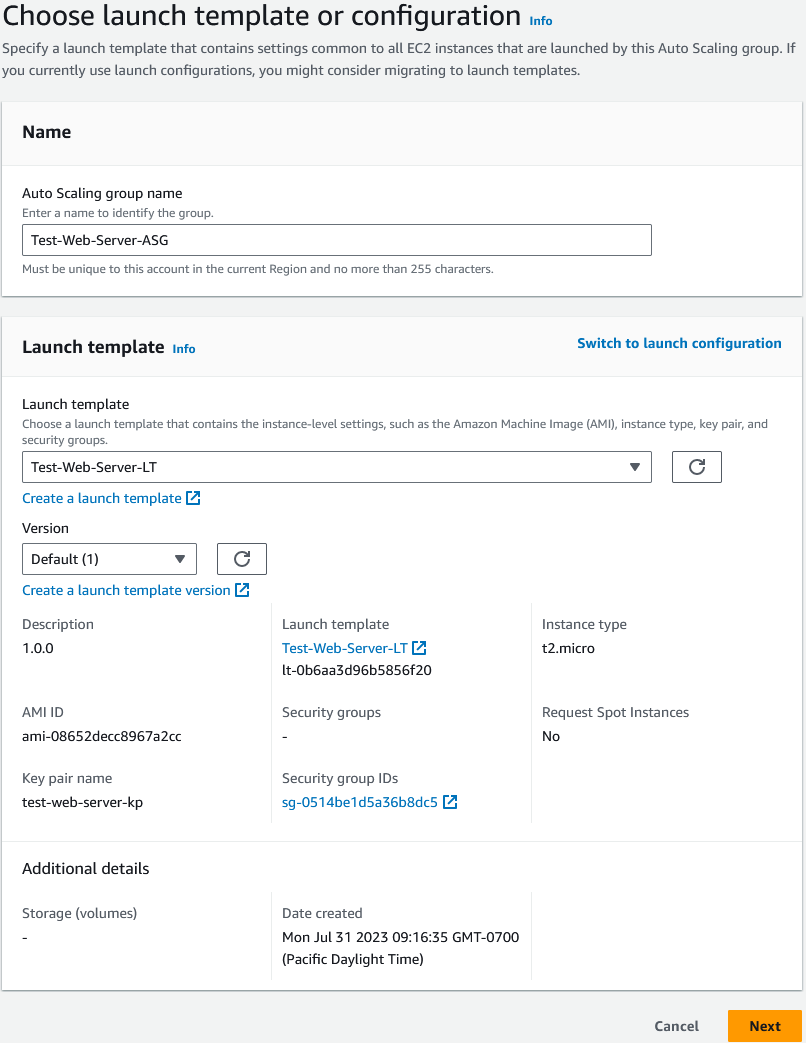 Choose launch template or configuration Info
Specify a launch template that contains settings common to all EC2 instances that are launched by this Auto Scaling group. If
you currently use launch configurations, you might consider migrating to launch templates.
Name
Auto Scaling group name
Enter a name to identify the group.
Test-Web-Server-ASG
Must be unique to this account in the current Region and no more than 255 characters.
Launch template Info
Switch to launch configuration
Launch template
Choose a launch template that contains the instance-level settings, such as the Amazon Machine Image (AMI), instance type, key pair, and
security groups.
Test-Web-Server-LT
Create a launch template
Version
Default (1)
Create a launch template version
Description
1.0.0
Launch template
Test-Web-Server-LT
lt-0b6aa3d96b5856f20
Instance type
t2.micro
AMI ID
ami-08652decc8967a2cc
Security groups
-
Request Spot Instances
No
Key pair name
test-web-server-kp
Security group IDs
sg-0514be1d5a36b8dc5
Additional details
Storage (volumes)
-
Date created
Mon Jul 31 2023 09:16:35 GMT-0700
(Pacific Daylight Time)
Cancel
Next